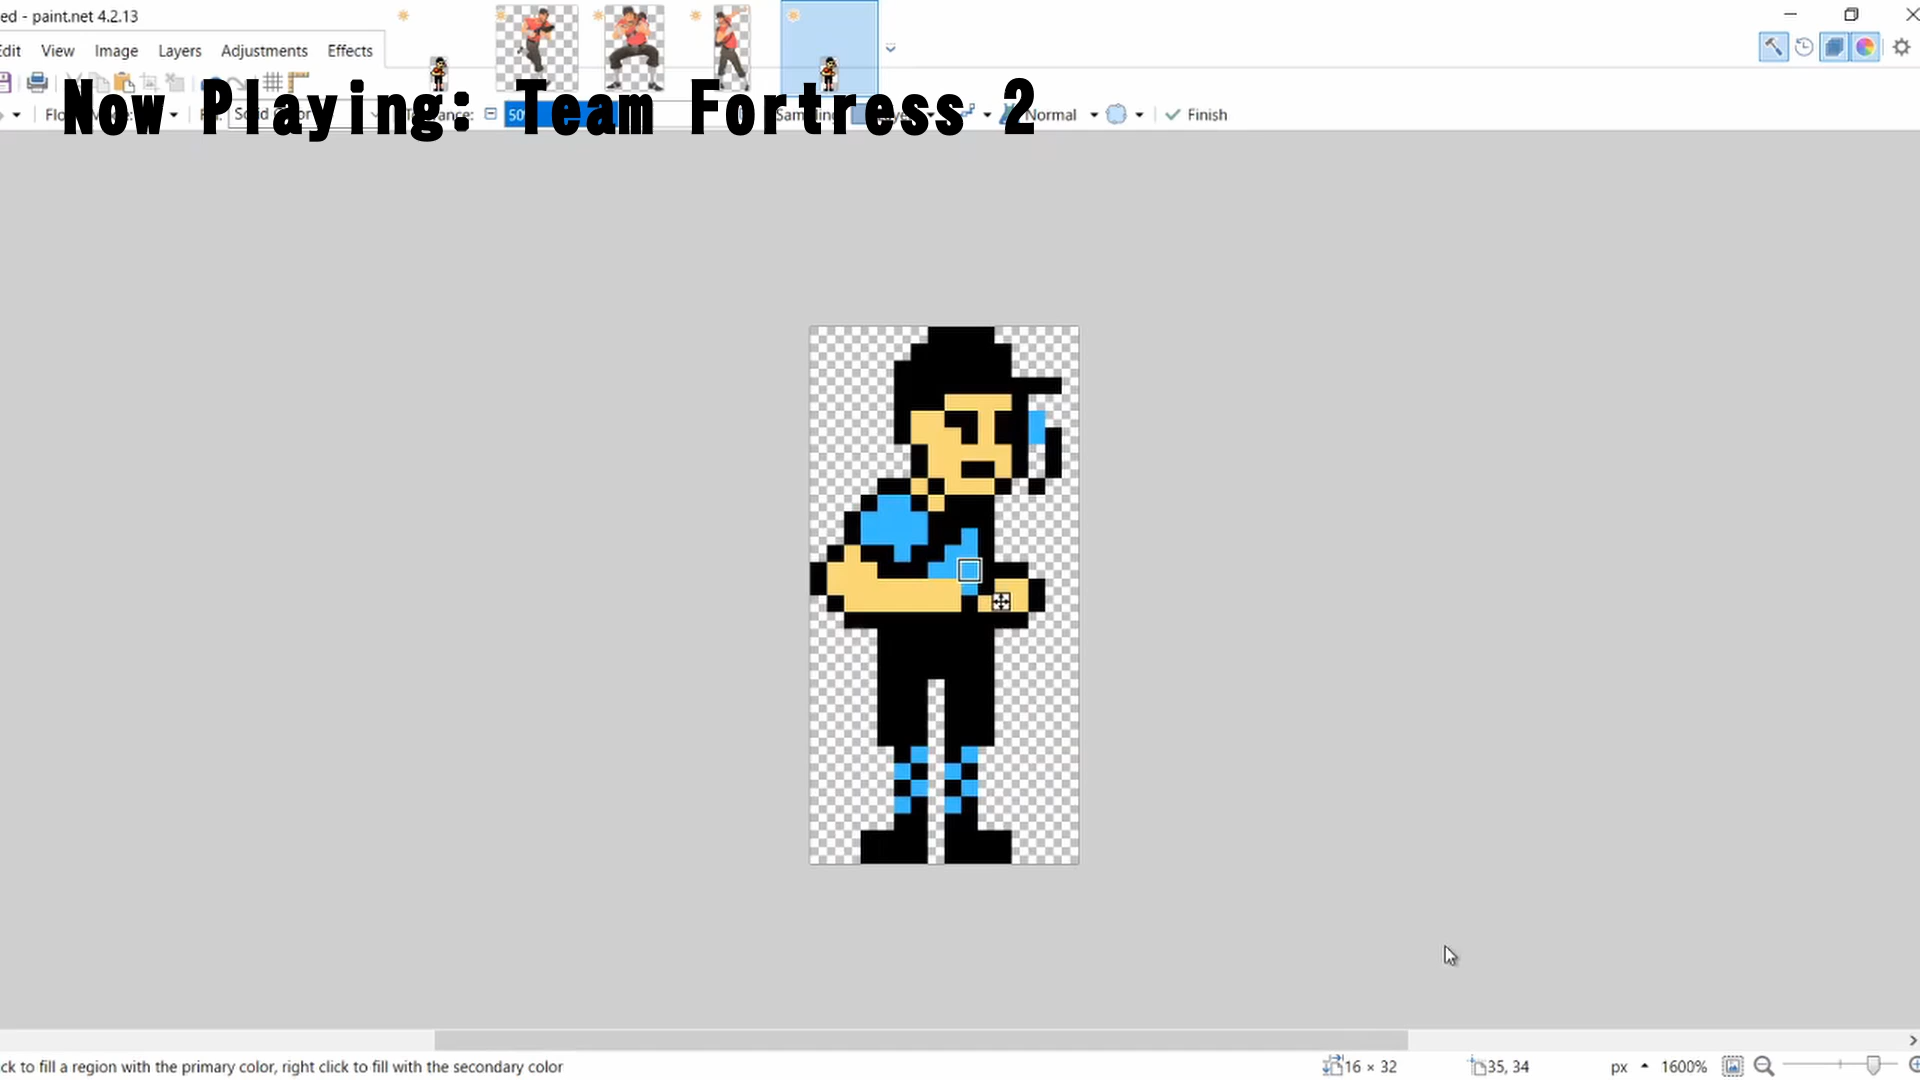 ed - paint.net 4.2.13
dit View Image Layers Adjustments Effects
Now Playing: Team Fortress 2
Normal Finish
ck to fill a region with the primary color, right click to fill with the secondary color
16 × 32
35, 34
px
1600%